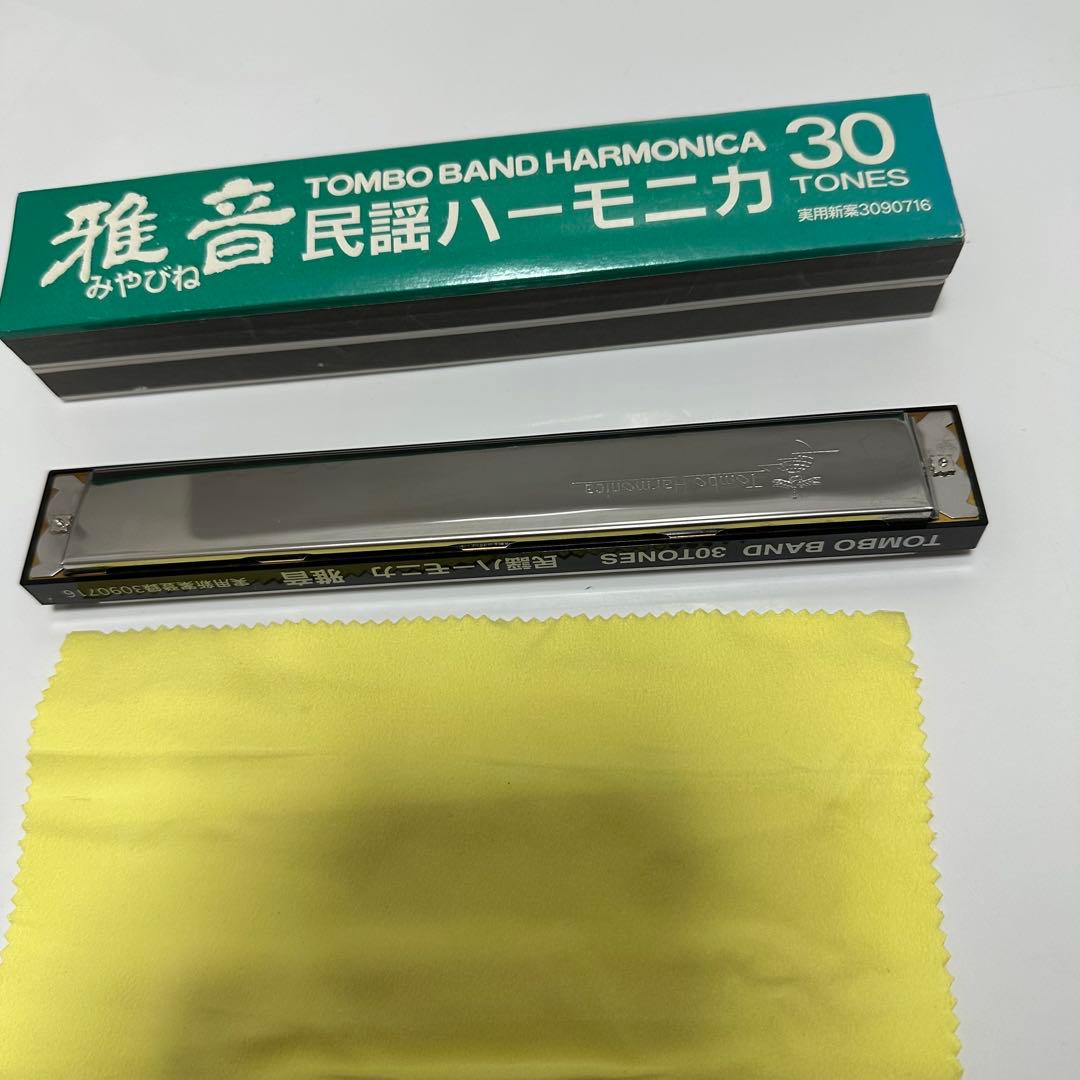 雅音
みやびね
TOMBO BAND HARMONICA
民謡ハーモニカ
30
TONES
実用新案3090716
Tombo Harmonica
TOMBO BAND 30TONES
民謡ハーモニカ 雅音
実用新案登録3090716